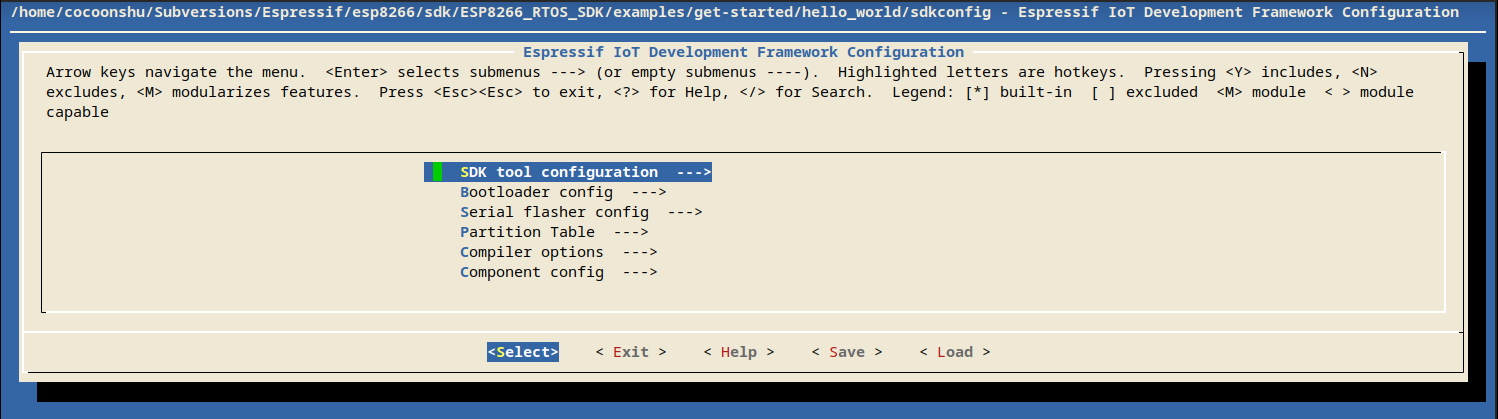 /home/cocoonshu/Subversions/Espressif/esp8266/sdk/ESP8266_RTOS_SDK/examples/get-started/hello_world/sdkconfig - Espressif IoT Development Framework Configuration
Espressif IoT Development Framework Configuration
Arrow keys navigate the menu.  <Enter> selects submenus ---> (or empty submenus ----).  Highlighted letters are hotkeys.  Pressing <Y> includes, <N>
excludes, <M> modularizes features.  Press <Esc><Esc> to exit, <?> for Help, </> for Search.  Legend: [*] built-in  [ ] excluded  <M> module  < > module
capable
SDK tool configuration  --->
Bootloader config  --->
Serial flasher config  --->
Partition Table  --->
Compiler options  --->
Component config  --->
<Select>    < Exit >    < Help >    < Save >    < Load >